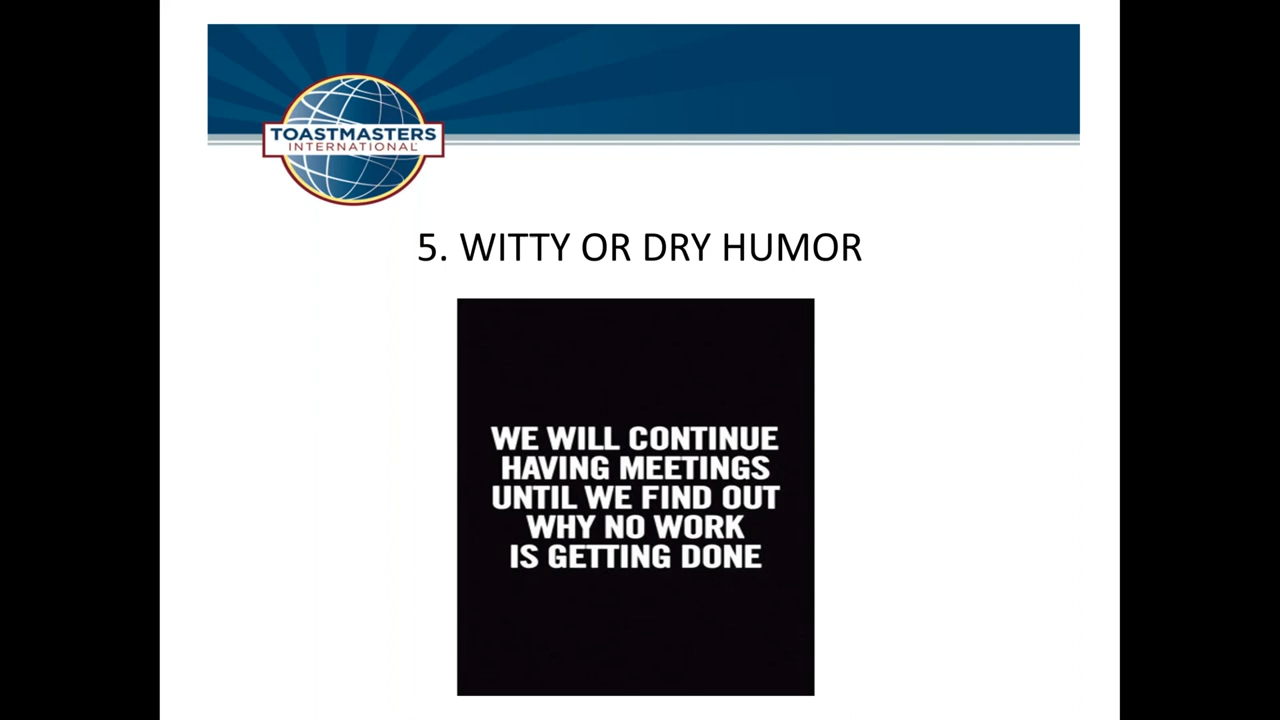 TOASTMASTERS
INTERNATIONAL
5. WITTY OR DRY HUMOR
WE WILL CONTINUE
HAVING MEETINGS
UNTIL WE FIND OUT
WHY NO WORK
IS GETTING DONE